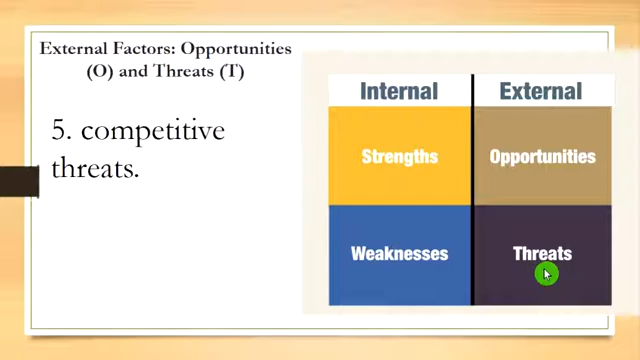 External Factors: Opportunities
(O) and Threats (T)
5. competitive
threats.
Internal
External
Strengths
Opportunities
Weaknesses
Threats